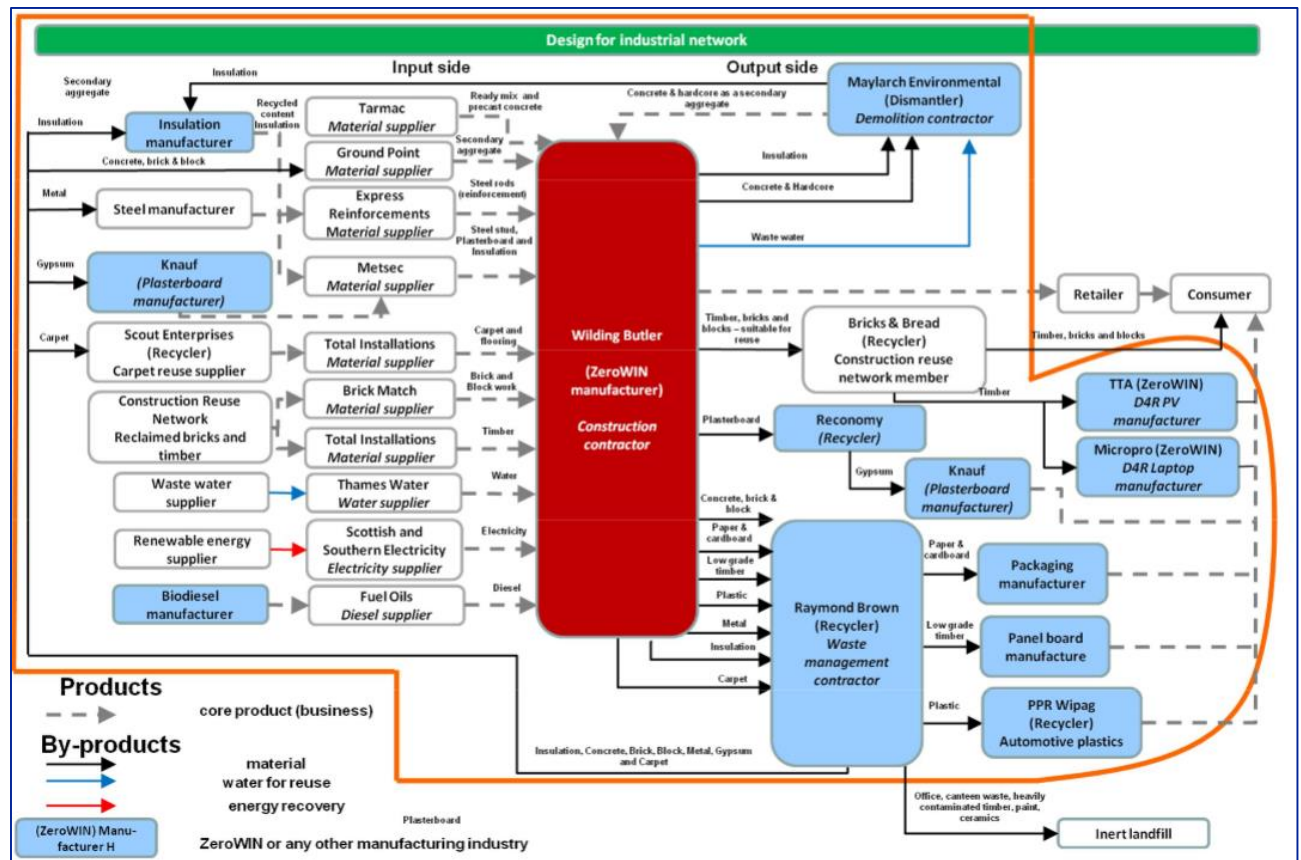 Design for industrial network
Input side
Output side
Secondary
aggregate
Insulation
Insulation
Insulation
manufacturer
Recycled
content
Insulation
Tarmac
Material supplier
Ready mix and
precast concrete
Concrete & hardcore as a secondary
aggregate
Maylarch Environmental
(Dismantler)
Demolition contractor
Concrete, brick & block
Ground Point
Material supplier
Secondary
aggregate
Insulation
Concrete & Hardcore
Waste water
Metal
Steel manufacturer
Express
Reinforcements
Material supplier
Steel rods
(reinforcement)
Gypsum
Knauf
(Plasterboard
manufacturer)
Metsec
Material supplier
Steel stud,
Plasterboard and
Insulation
Retailer
Consumer
Carpet
Scout Enterprises
(Recycler)
Carpet reuse supplier
Total Installations
Material supplier
Carpet and
flooring
Wilding Butler
(ZeroWIN
manufacturer)
Construction
contractor
Timber, bricks and
blocks – suitable for
reuse
Bricks & Bread
(Recycler)
Construction reuse
network member
Timber, bricks and blocks
Timber
TTA (ZeroWIN)
D4R PV
manufacturer
Micropro (ZeroWIN)
D4R Laptop
manufacturer
Construction Reuse
Network
Reclaimed bricks and
timber
Brick Match
Material supplier
Brick and
Block work
Total Installations
Material supplier
Timber
Plasterboard
Reconomy
(Recycler)
Gypsum
Knauf
(Plasterboard
manufacturer)
Waste water
supplier
Thames Water
Water supplier
Water
Renewable energy
supplier
Scottish and
Southern Electricity
Electricity supplier
Electricity
Biodiesel
manufacturer
Fuel Oils
Diesel supplier
Diesel
Concrete, brick &
block
Paper &
cardboard
Low grade
timber
Plastic
Metal
Insulation
Carpet
Raymond Brown
(Recycler)
Waste
management
contractor
Paper &
cardboard
Packaging
manufacturer
Low grade
timber
Panel board
manufacture
Plastic
PPR Wipag
(Recycler)
Automotive plastics
Products
core product (business)
By-products
material
water for reuse
energy recovery
(ZeroWIN) Manu-
facturer H
Plasterboard
ZeroWIN or any other manufacturing industry
Insulation, Concrete, Brick, Block, Metal, Gypsum
and Carpet
Office, canteen waste, heavily
contaminated timber, paint,
ceramics
Inert landfill